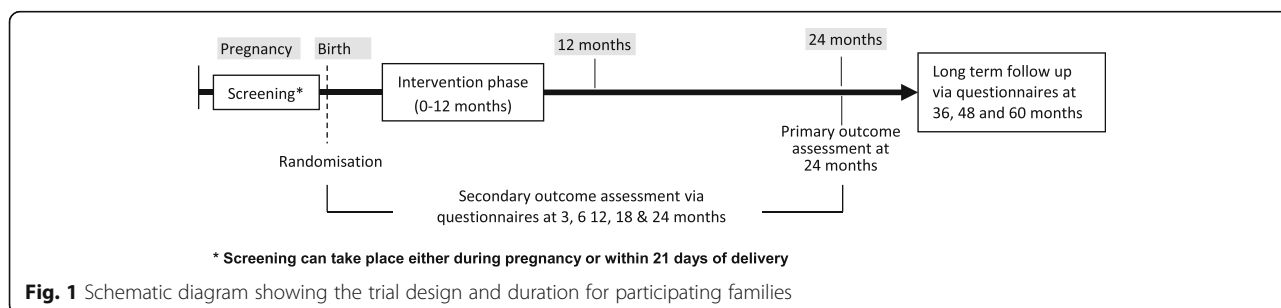 Pregnancy
Birth
12 months
24 months
Screening*
Intervention phase
(0-12 months)
Long term follow up
via questionnaires at
36, 48 and 60 months
Randomisation
Primary outcome
assessment at
24 months
Secondary outcome assessment via
questionnaires at 3, 6 12, 18 & 24 months
* Screening can take place either during pregnancy or within 21 days of delivery
Fig. 1 Schematic diagram showing the trial design and duration for participating families